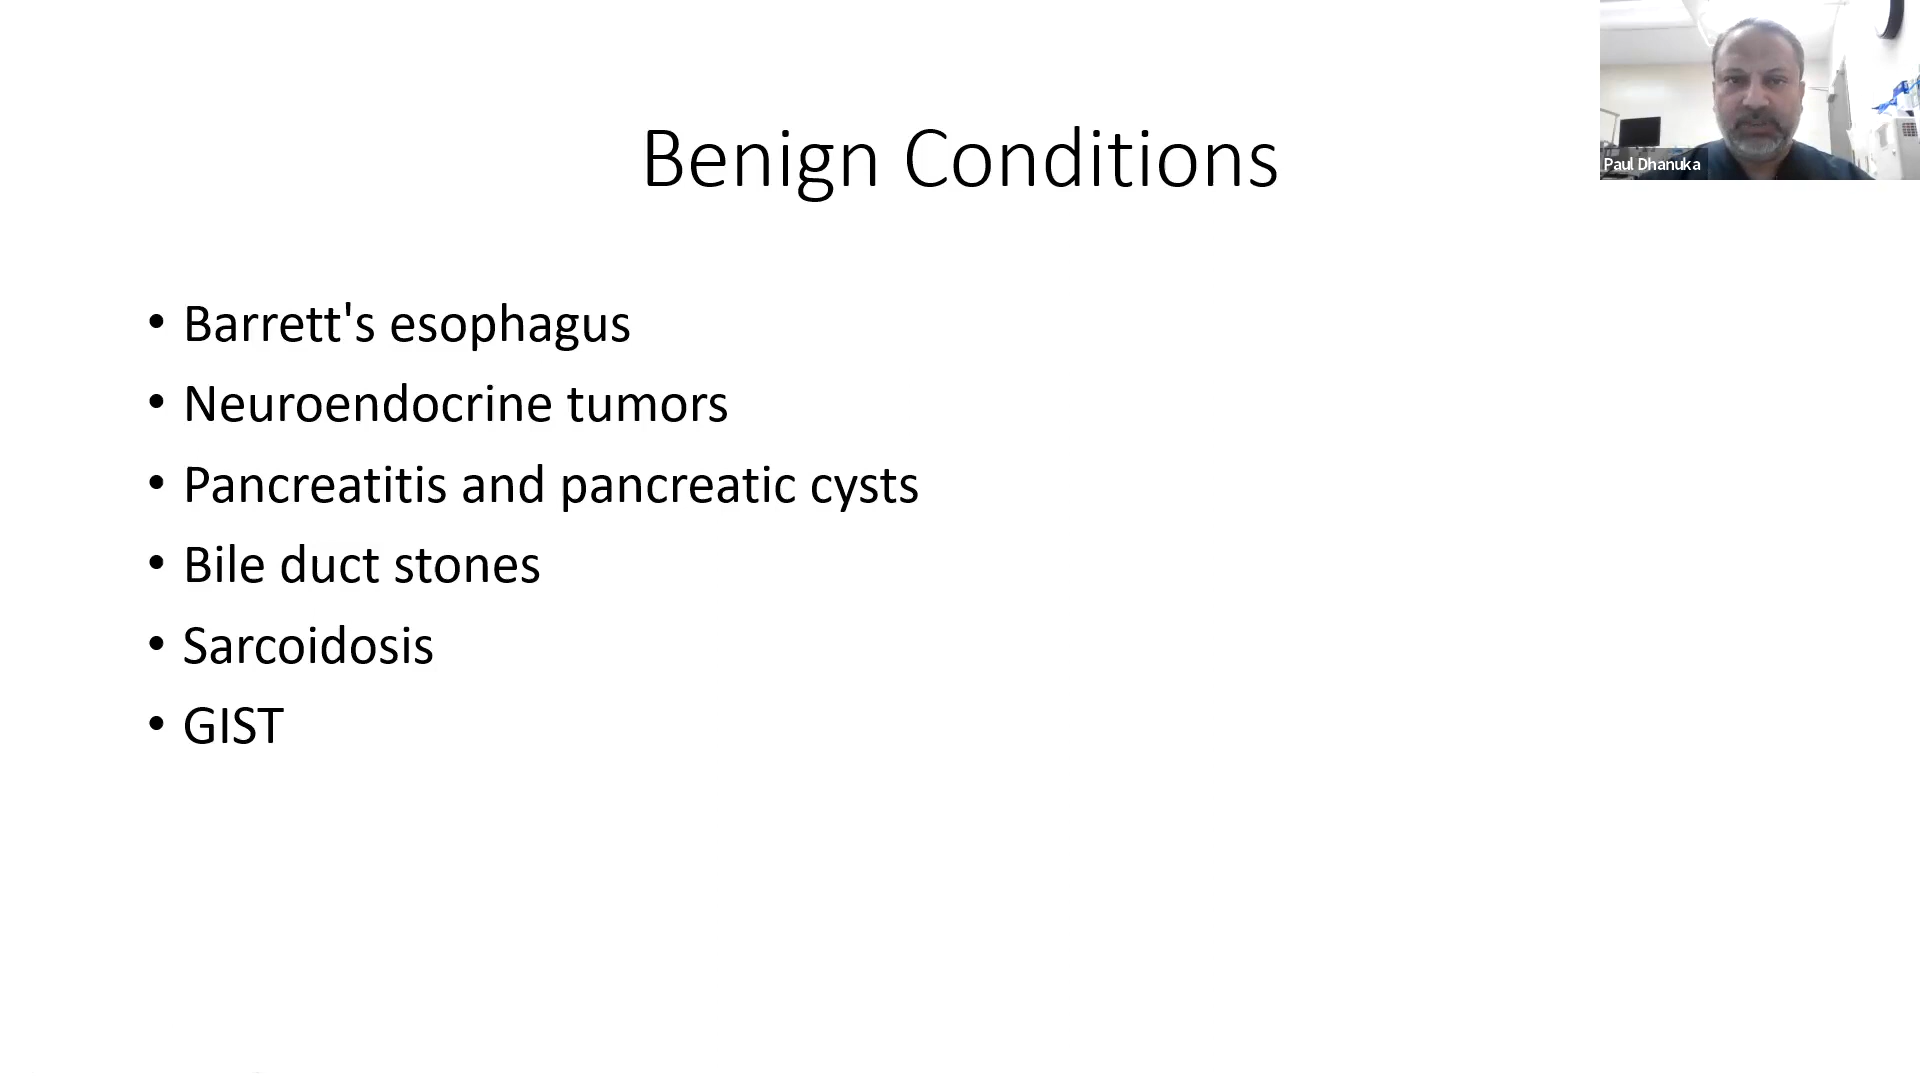 Benign Conditions
Paul Dhanuka
• Barrett's esophagus
• Neuroendocrine tumors
• Pancreatitis and pancreatic cysts
• Bile duct stones
• Sarcoidosis
• GIST